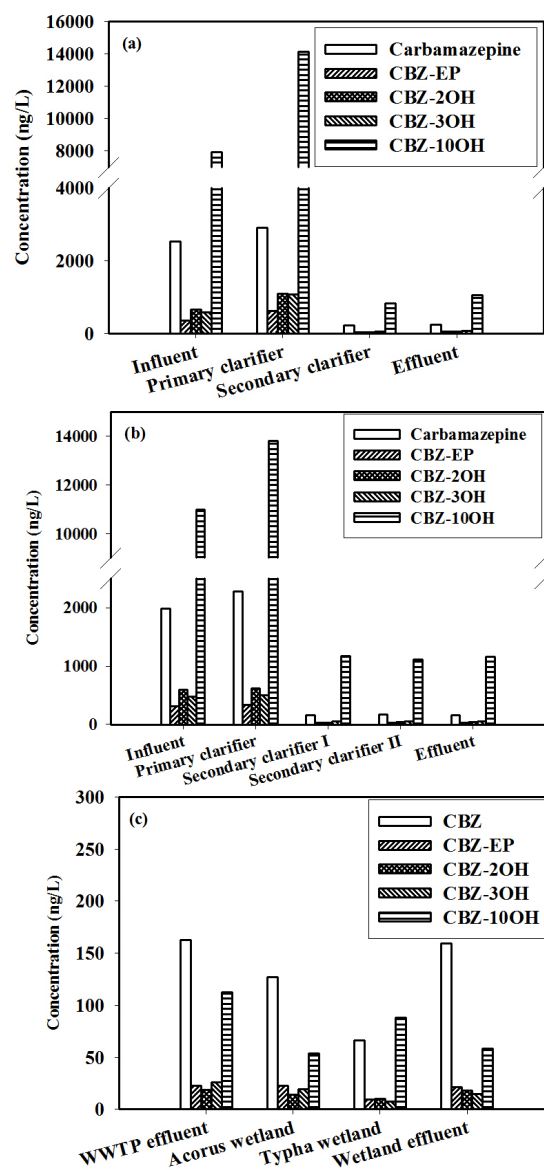 16000
14000
12000
10000
8000
4000
2000
0
Concentration (ng/L)
(a)
Carbamazepine
CBZ-EP
CBZ-2OH
CBZ-3OH
CBZ-10OH
Influent
Primary clarifier
Secondary clarifier
Effluent
14000
12000
10000
2000
1000
0
Concentration (ng/L)
(b)
Carbamazepine
CBZ-EP
CBZ-2OH
CBZ-3OH
CBZ-10OH
Influent
Primary clarifier
Secondary clarifier I
Secondary clarifier II
Effluent
300
250
200
150
100
50
0
Concentration (ng/L)
(c)
CBZ
CBZ-EP
CBZ-2OH
CBZ-3OH
CBZ-10OH
WWTP effluent
Acorus wetland
Typha wetland
Wetland effluent